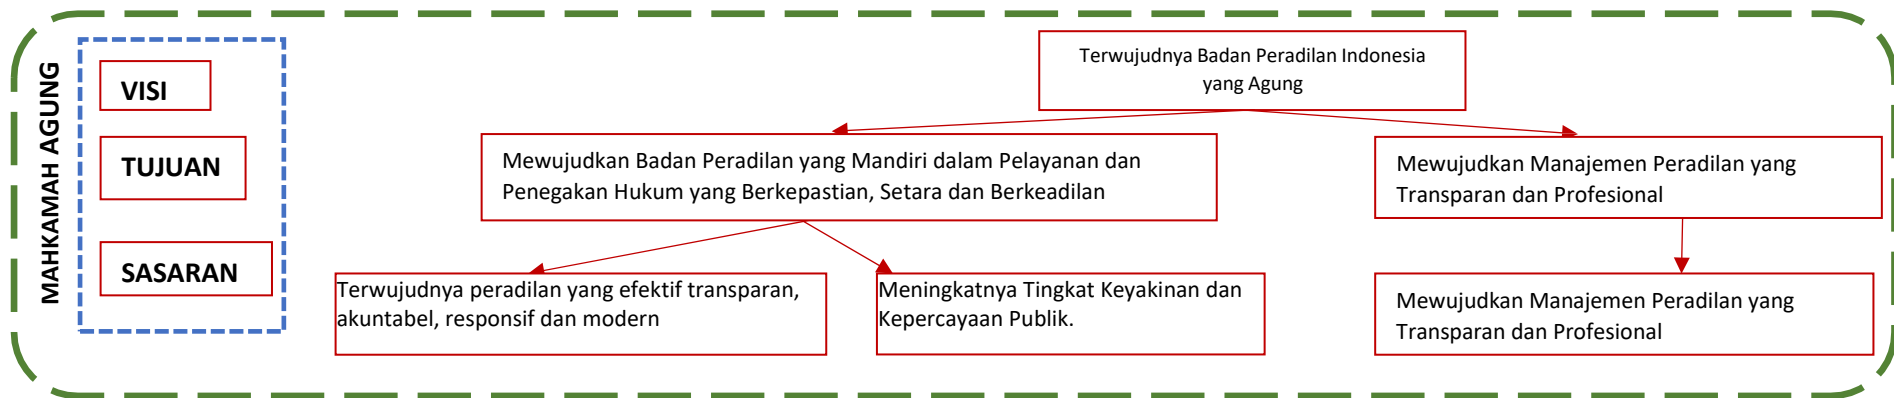 MAHKAMAH AGUNG
VISI
TUJUAN
SASARAN
Terwujudnya Badan Peradilan Indonesia
yang Agung
Mewujudkan Badan Peradilan yang Mandiri dalam Pelayanan dan
Penegakan Hukum yang Berkepastian, Setara dan Berkeadilan
Mewujudkan Manajemen Peradilan yang
Transparan dan Profesional
Terwujudnya peradilan yang efektif transparan,
akuntabel, responsif dan modern
Meningkatnya Tingkat Keyakinan dan
Kepercayaan Publik.
Mewujudkan Manajemen Peradilan yang
Transparan dan Profesional